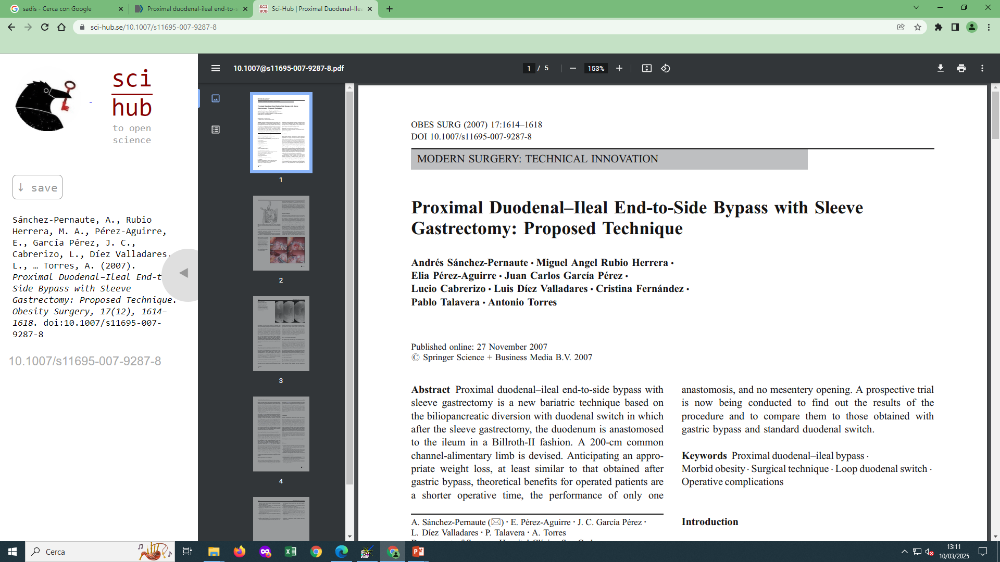 sadis - Cerca con Google
Proximal duodenal-ileal end-to-s
Sci-Hub | Proximal Duodenal–Ilea
sci-hub.se/10.1007/s11695-007-9287-8
sci
hub
to open
science
↓ save
Sánchez-Pernaute, A., Rubio
Herrera, M. A., Pérez-Aguirre,
E., García Pérez, J. C.,
Cabrerizo, L., Díez Valladares,
L., … Torres, A. (2007).
Proximal Duodenal–Ileal End-t
Side Bypass with Sleeve
Gastrectomy: Proposed Technique.
Obesity Surgery, 17(12), 1614–
1618. doi:10.1007/s11695-007-
9287-8
10.1007/s11695-007-9287-8
10.1007@s11695-007-9287-8.pdf
1 / 5
153%
1
2
3
4
OBES SURG (2007) 17:1614–1618
DOI 10.1007/s11695-007-9287-8
MODERN SURGERY: TECHNICAL INNOVATION
Proximal Duodenal–Ileal End-to-Side Bypass with Sleeve
Gastrectomy: Proposed Technique
Andrés Sánchez-Pernaute · Miguel Angel Rubio Herrera ·
Elia Pérez-Aguirre · Juan Carlos García Pérez ·
Lucio Cabrerizo · Luis Díez Valladares · Cristina Fernández ·
Pablo Talavera · Antonio Torres
Published online: 27 November 2007
© Springer Science + Business Media B.V. 2007
Abstract Proximal duodenal–ileal end-to-side bypass with
sleeve gastrectomy is a new bariatric technique based on
the biliopancreatic diversion with duodenal switch in which
after the sleeve gastrectomy, the duodenum is anastomosed
to the ileum in a Billroth-II fashion. A 200-cm common
channel-alimentary limb is devised. Anticipating an appro-
priate weight loss, at least similar to that obtained after
gastric bypass, theoretical benefits for operated patients are
a shorter operative time, the performance of only one
anastomosis, and no mesentery opening. A prospective trial
is now being conducted to find out the results of the
procedure and to compare them to those obtained with
gastric bypass and standard duodenal switch.
Keywords Proximal duodenal–ileal bypass ·
Morbid obesity · Surgical technique · Loop duodenal switch ·
Operative complications
Introduction
A. Sánchez-Pernaute (✉) · E. Pérez-Aguirre · J. C. García Pérez ·
L. Díez Valladares · P. Talavera · A. Torres
Cerca
13:11
10/03/2025